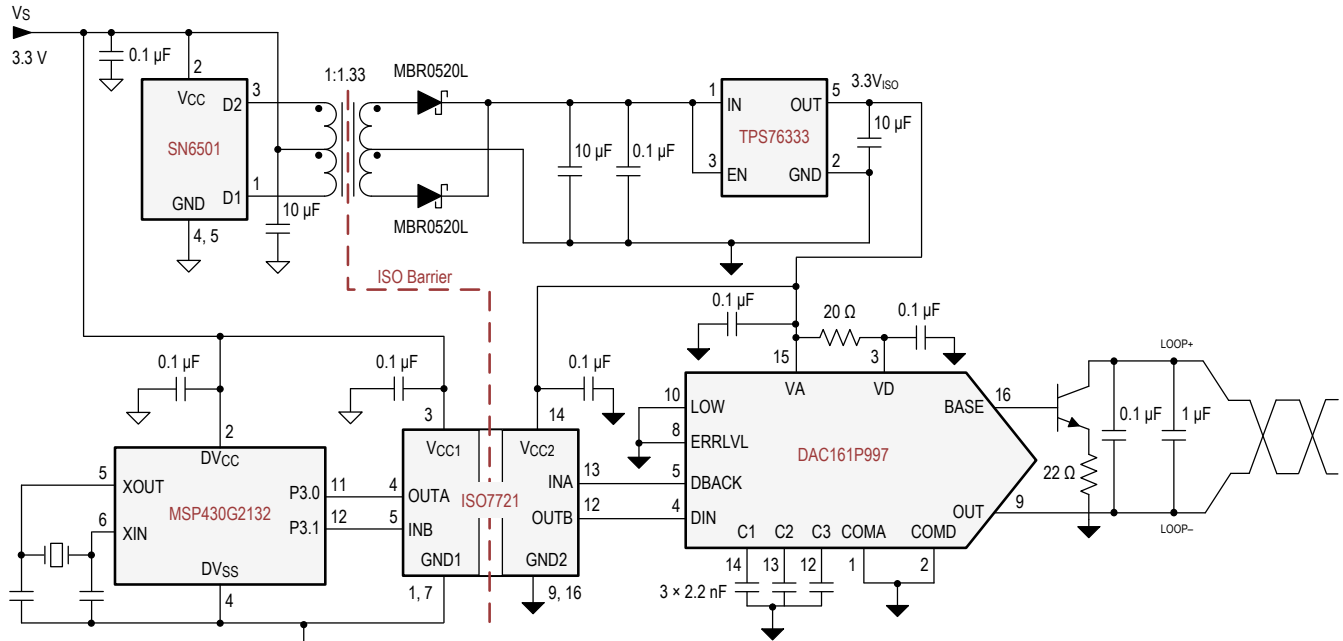 VS
3.3 V
0.1 µF
2
VCC
D2
3
SN6501
D1
1
GND
4, 5
10 µF
1:1.33
MBR0520L
MBR0520L
10 µF
0.1 µF
1
IN
OUT
5
TPS76333
3
EN
GND
2
3.3VISO
10 µF
ISO Barrier
0.1 µF
0.1 µF
0.1 µF
0.1 µF
20 Ω
0.1 µF
2
DVCC
5
XOUT
P3.0
11
MSP430G2132
6
XIN
P3.1
12
DVSS
4
3
14
VCC1
VCC2
4
OUTA
INA
13
ISO7721
5
INB
OUTB
12
GND1
GND2
1, 7
9, 16
15
3
VA
VD
10
LOW
BASE
16
8
ERRLVL
DAC161P997
5
DBACK
4
DIN
OUT
9
C1
C2
C3
COMA
COMD
14
13
12
1
2
3 × 2.2 nF
22 Ω
0.1 µF
1 µF
LOOP+
LOOP–